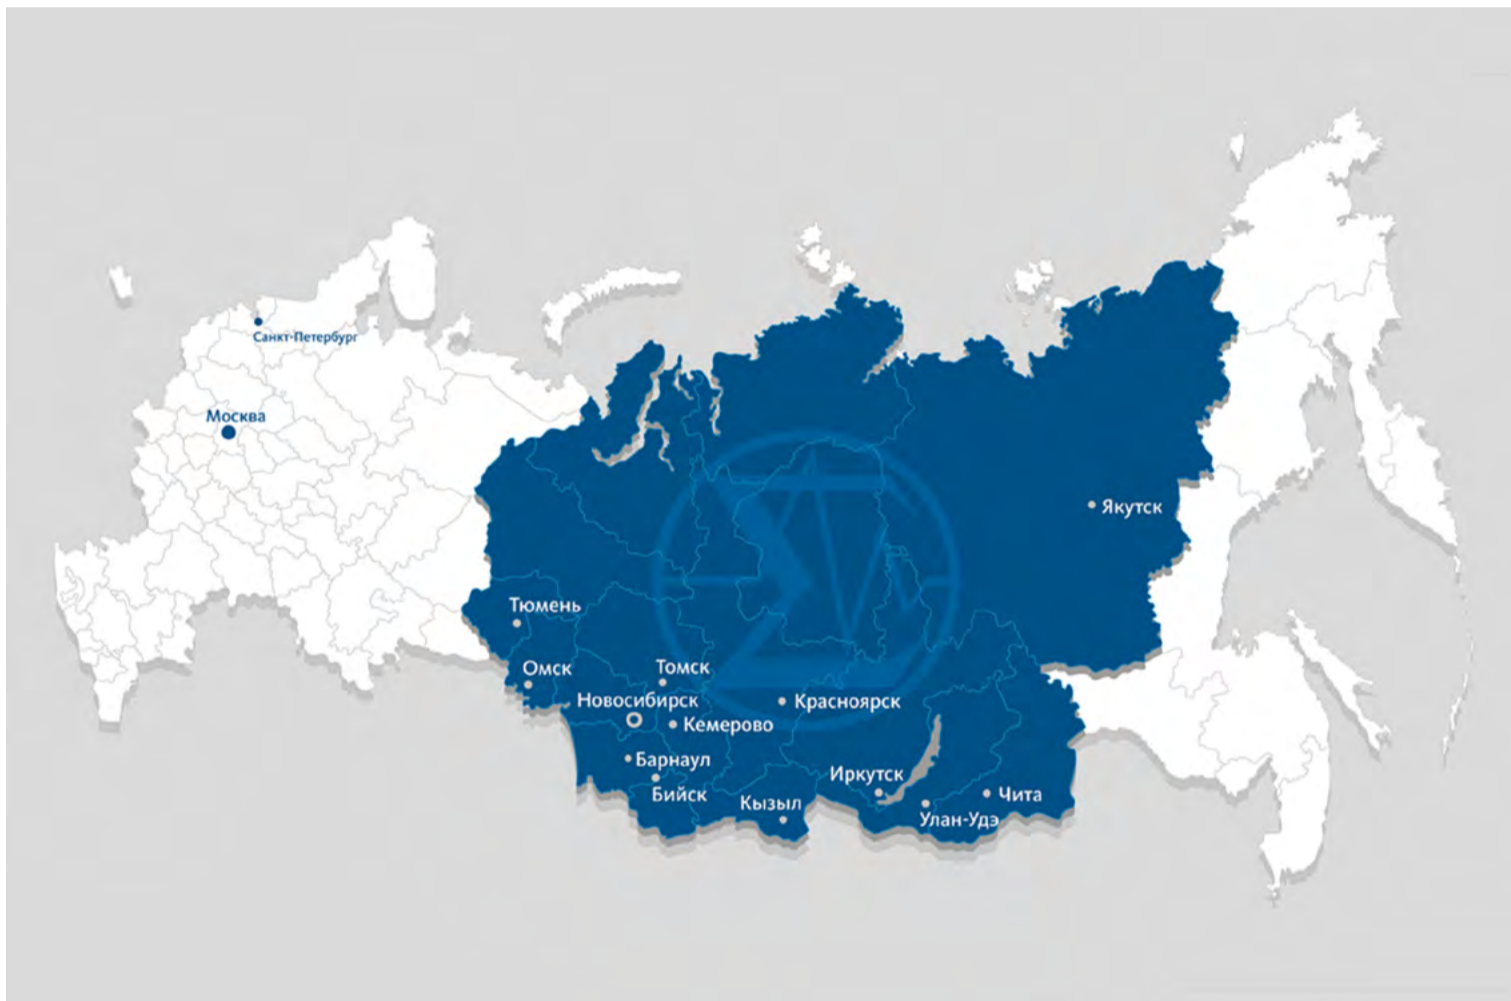 Санкт-Петербург
Москва
Якутск
Тюмень
Омск
Томск
Новосибирск
Красноярск
Кемерово
Барнаул
Иркутск
Бийск
Кызыл
Чита
Улан-Удэ